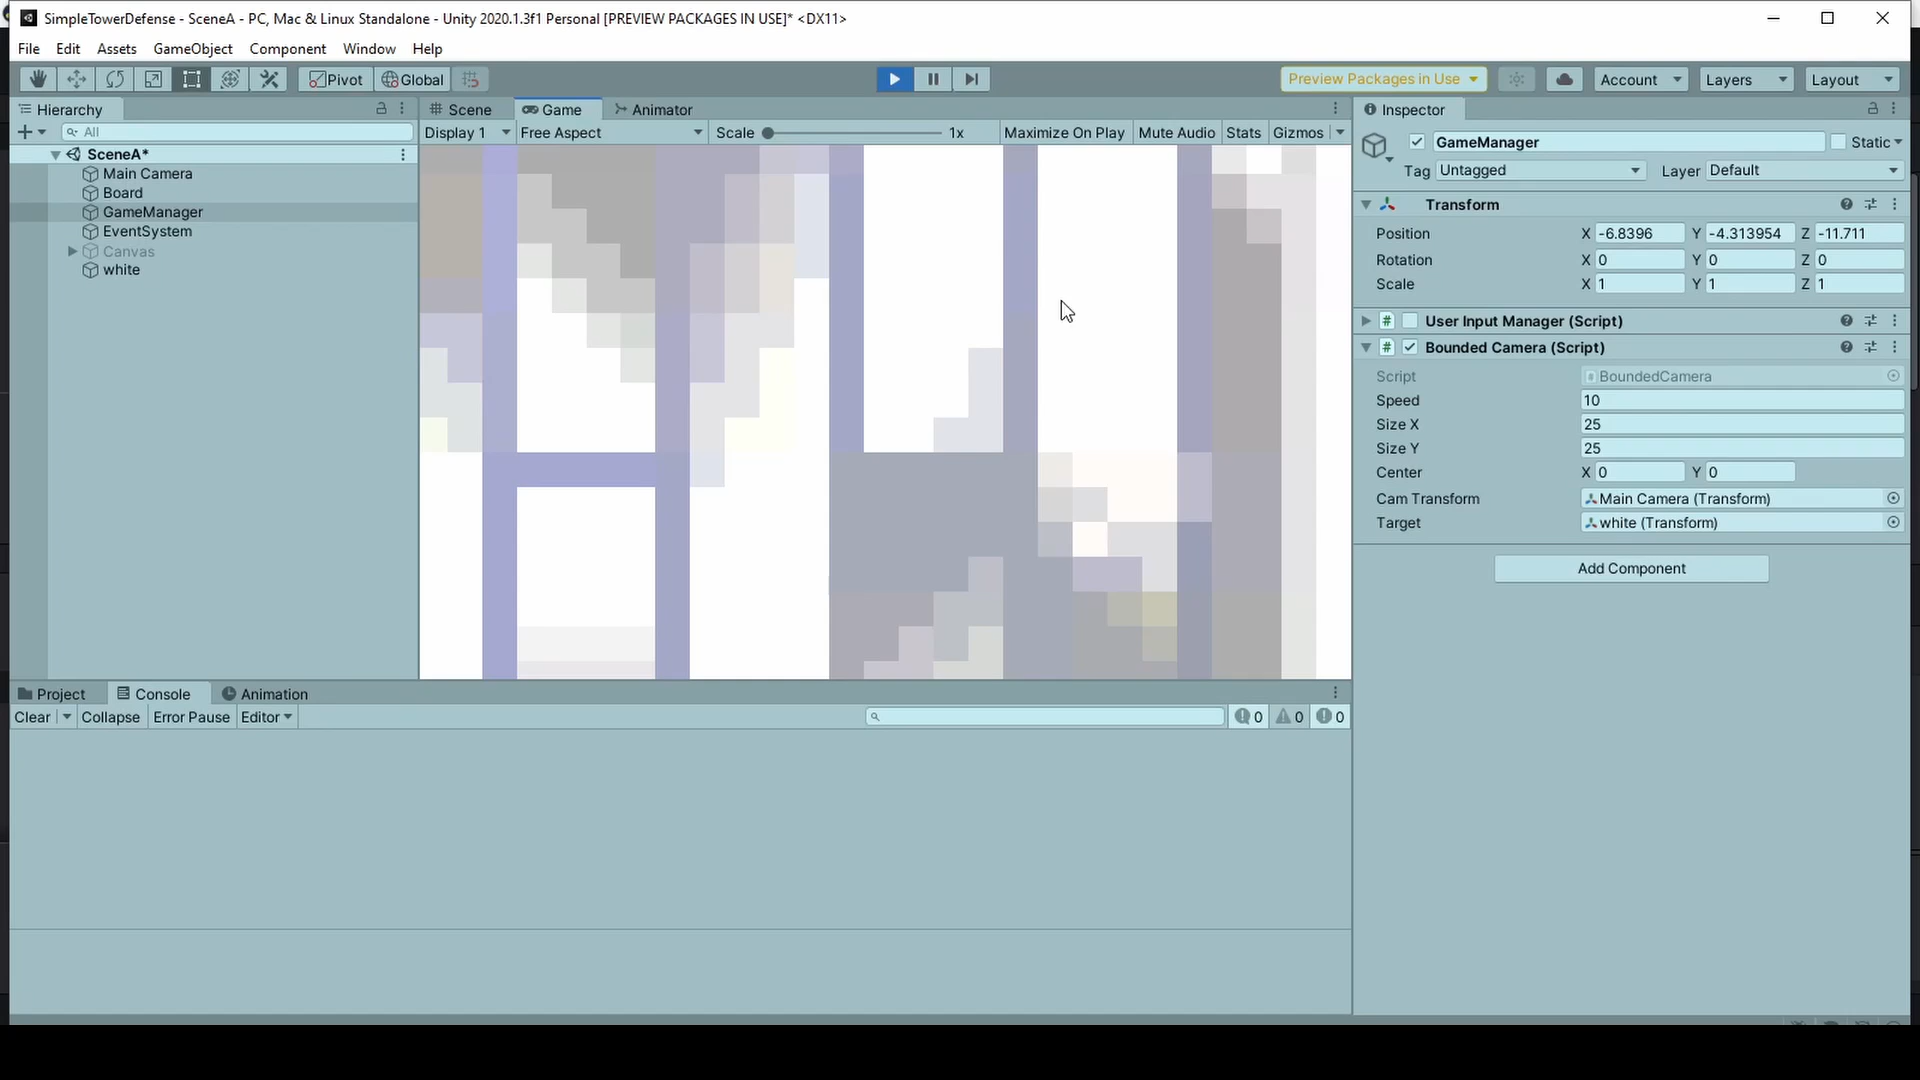 SimpleTowerDefense - SceneA - PC, Mac & Linux Standalone - Unity 2020.1.3f1 Personal [PREVIEW PACKAGES IN USE]* <DX11>
File Edit Assets GameObject Component Window Help
Pivot Global Preview Packages in Use Account Layers Layout
Hierarchy
All
SceneA*
Main Camera
Board
GameManager
EventSystem
Canvas
white
Scene Game Animator
Display 1 Free Aspect Scale 1x Maximize On Play Mute Audio Stats Gizmos
Project Console Animation
Clear Collapse Error Pause Editor 0 0 0
Inspector
GameManager Static
Tag Untagged Layer Default
Transform
Position X -6.8396 Y -4.313954 Z -11.711
Rotation X 0 Y 0 Z 0
Scale X 1 Y 1 Z 1
# User Input Manager (Script)
# Bounded Camera (Script)
Script BoundedCamera
Speed 10
Size X 25
Size Y 25
Center X 0 Y 0
Cam Transform Main Camera (Transform)
Target white (Transform)
Add Component